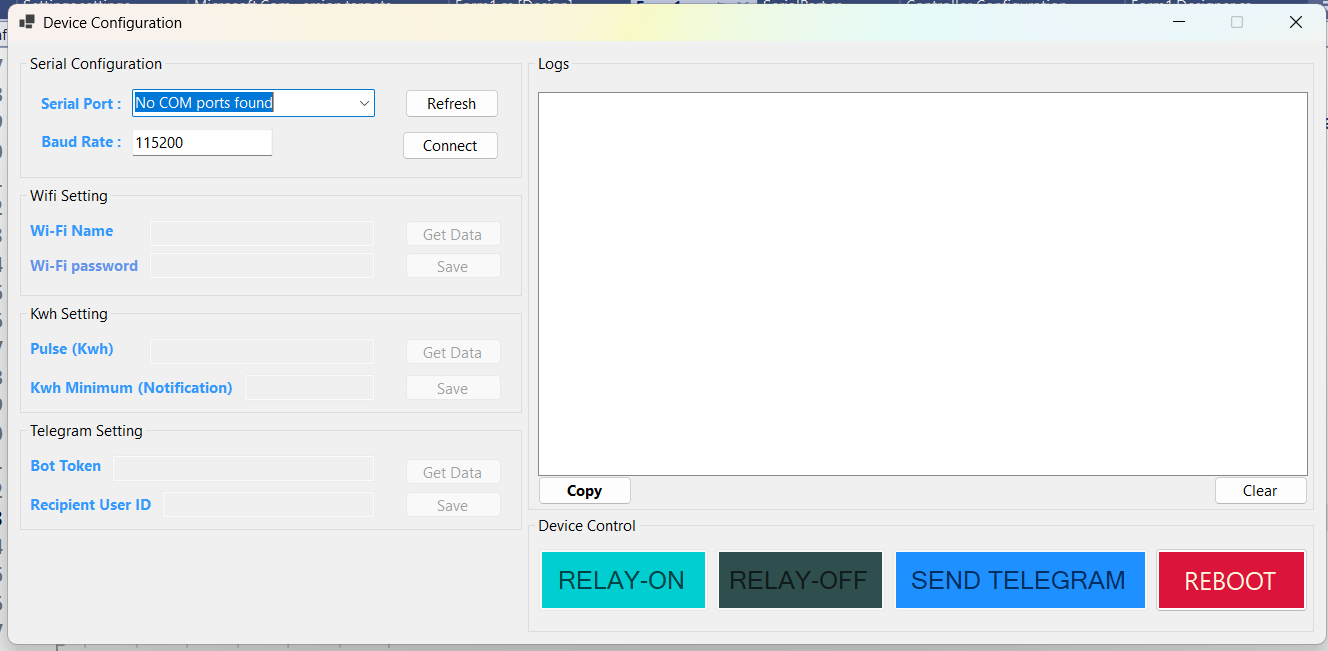 Device Configuration
Serial Configuration
Serial Port :
No COM ports found
Refresh
Baud Rate :
115200
Connect
Wifi Setting
Wi-Fi Name
Get Data
Wi-Fi password
Save
Kwh Setting
Pulse (Kwh)
Get Data
Kwh Minimum (Notification)
Save
Telegram Setting
Bot Token
Get Data
Recipient User ID
Save
Logs
Copy
Clear
Device Control
RELAY-ON
RELAY-OFF
SEND TELEGRAM
REBOOT